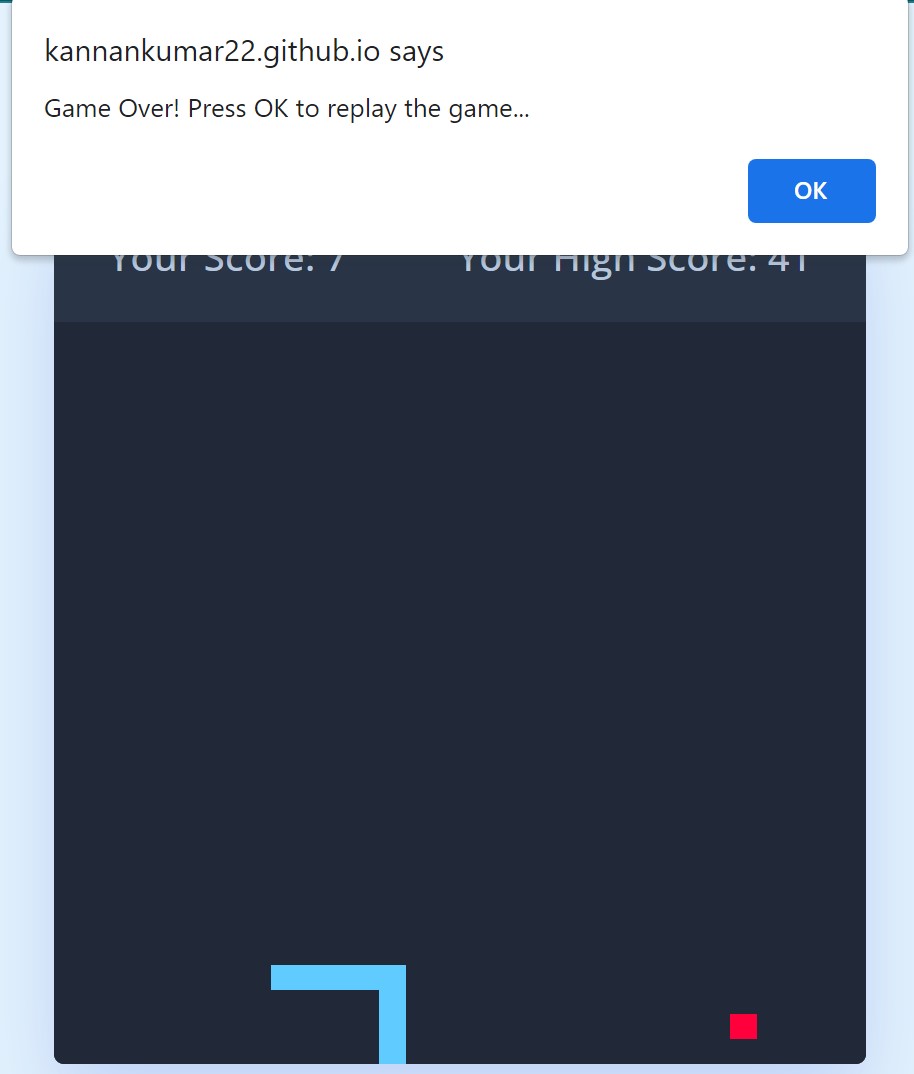 kannankumar22.github.io says
Game Over! Press OK to replay the game...
OK
Your Score: 7 Your High Score: 41